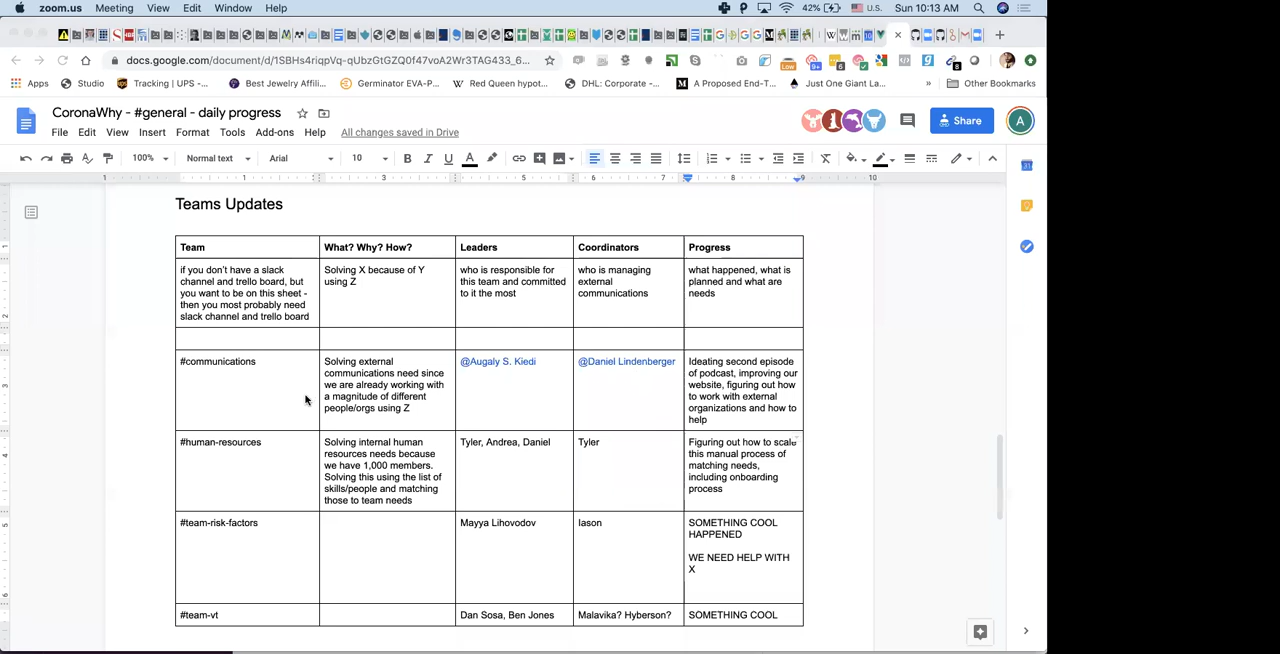 zoom.us Meeting View Edit Window Help
42% U.S. Sun 10:13 AM
docs.google.com/document/d/1SBHs4riqpVq-qUbzGtGZQ0f47voA2Wr3TAG433_6...
Apps Studio Tracking | UPS -... Best Jewelry Affili... Germinator EVA-P... Red Queen hypot... DHL: Corporate -... A Proposed End-T... Just One Giant La... » Other Bookmarks
CoronaWhy - #general - daily progress
Share
A
File Edit View Insert Format Tools Add-ons Help All changes saved in Drive
100% Normal text Arial 10 B I U A
Teams Updates
Team What? Why? How? Leaders Coordinators Progress
if you don't have a slack
channel and trello board, but
you want to be on this sheet -
then you most probably need
slack channel and trello board
Solving X because of Y
using Z
who is responsible for
this team and committed
to it the most
who is managing
external
communications
what happened, what is
planned and what are
needs
#communications
Solving external
communications need since
we are already working with
a magnitude of different
people/orgs using Z
@Augaly S. Kiedi
@Daniel Lindenberger
Ideating second episode
of podcast, improving our
website, figuring out how
to work with external
organizations and how to
help
#human-resources
Solving internal human
resources needs because
we have 1,000 members.
Solving this using the list of
skills/people and matching
those to team needs
Tyler, Andrea, Daniel
Tyler
Figuring out how to scale
this manual process of
matching needs,
including onboarding
process
#team-risk-factors
Mayya Lihovodov
Iason
SOMETHING COOL
HAPPENED
WE NEED HELP WITH
X
#team-vt
Dan Sosa, Ben Jones
Malavika? Hyberson?
SOMETHING COOL